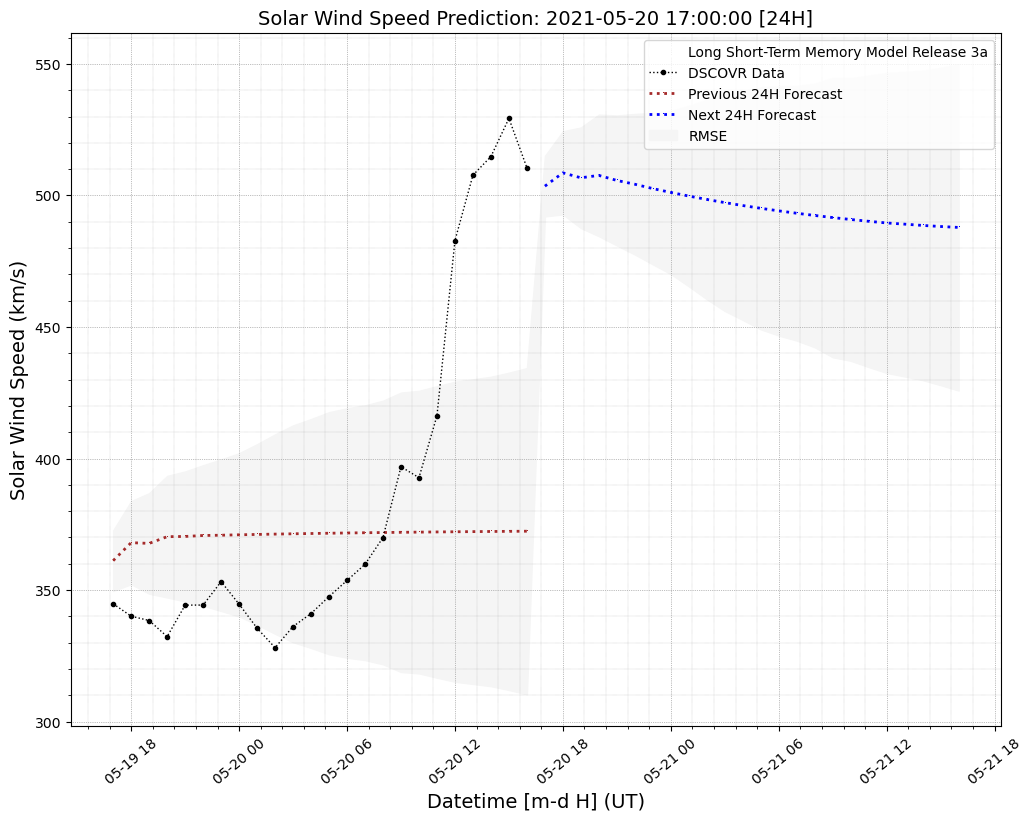 Solar Wind Speed Prediction: 2021-05-20 17:00:00 [24H]
Long Short-Term Memory Model Release 3a
DSCOVR Data
Previous 24H Forecast
Next 24H Forecast
RMSE
Solar Wind Speed (km/s)
550
500
450
400
350
300
05-19 18
05-20 00
05-20 06
05-20 12
05-20 18
05-21 00
05-21 06
05-21 12
05-21 18
Datetime [m-d H] (UT)